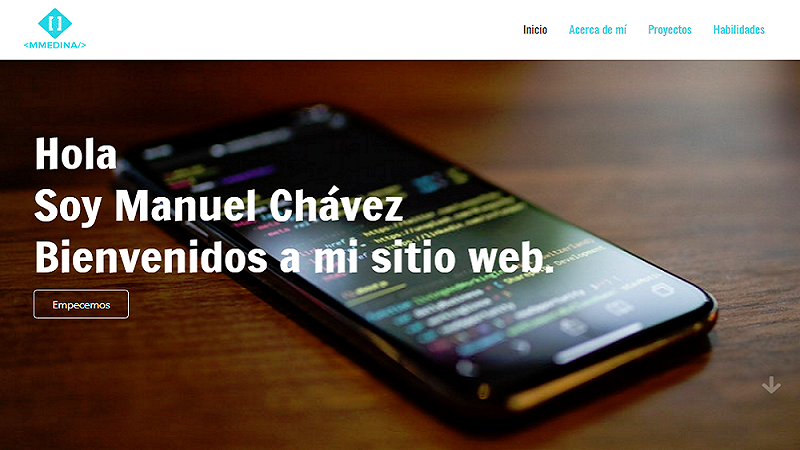 [ ]
<MMEDINA/>
Inicio Acerca de mí Proyectos Habilidades
Hola
Soy Manuel Chávez
Bienvenidos a mi sitio web.
Empecemos